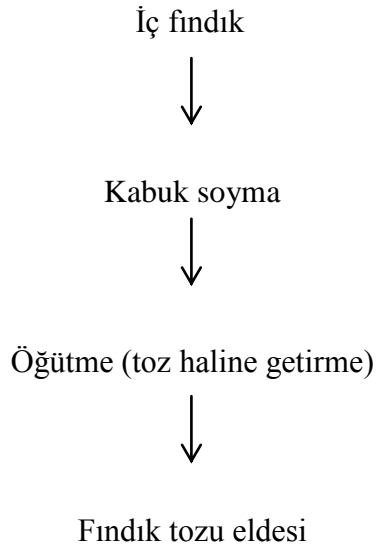 İç fındık
Kabuk soyma
Öğütme (toz haline getirme)
Fındık tozu eldesi